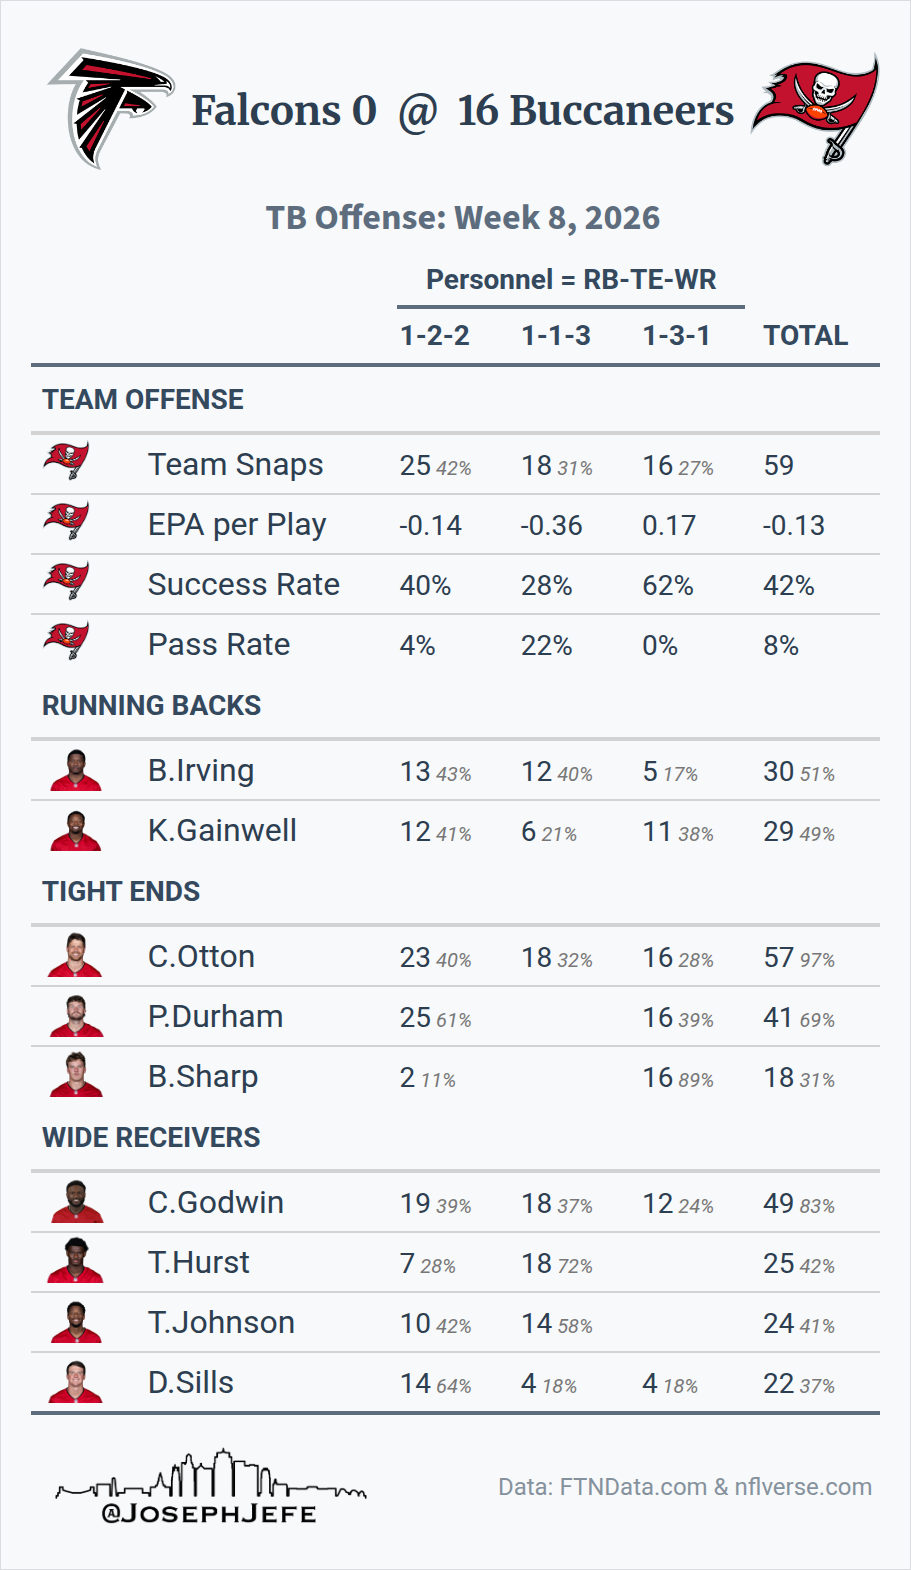 Falcons 0 @ 16 Buccaneers
TB Offense: Week 8, 2026
Personnel = RB-TE-WR
1-2-2 1-1-3 1-3-1 TOTAL
TEAM OFFENSE
Team Snaps 25 42% 18 31% 16 27% 59
EPA per Play -0.14 -0.36 0.17 -0.13
Success Rate 40% 28% 62% 42%
Pass Rate 4% 22% 0% 8%
RUNNING BACKS
B.Irving 13 43% 12 40% 5 17% 30 51%
K.Gainwell 12 41% 6 21% 11 38% 29 49%
TIGHT ENDS
C.Otton 23 40% 18 32% 16 28% 57 97%
P.Durham 25 61% 16 39% 41 69%
B.Sharp 2 11% 16 89% 18 31%
WIDE RECEIVERS
C.Godwin 19 39% 18 37% 12 24% 49 83%
T.Hurst 7 28% 18 72% 25 42%
T.Johnson 10 42% 14 58% 24 41%
D.Sills 14 64% 4 18% 4 18% 22 37%
@JOSEPHJEFE
Data: FTNData.com & nflverse.com